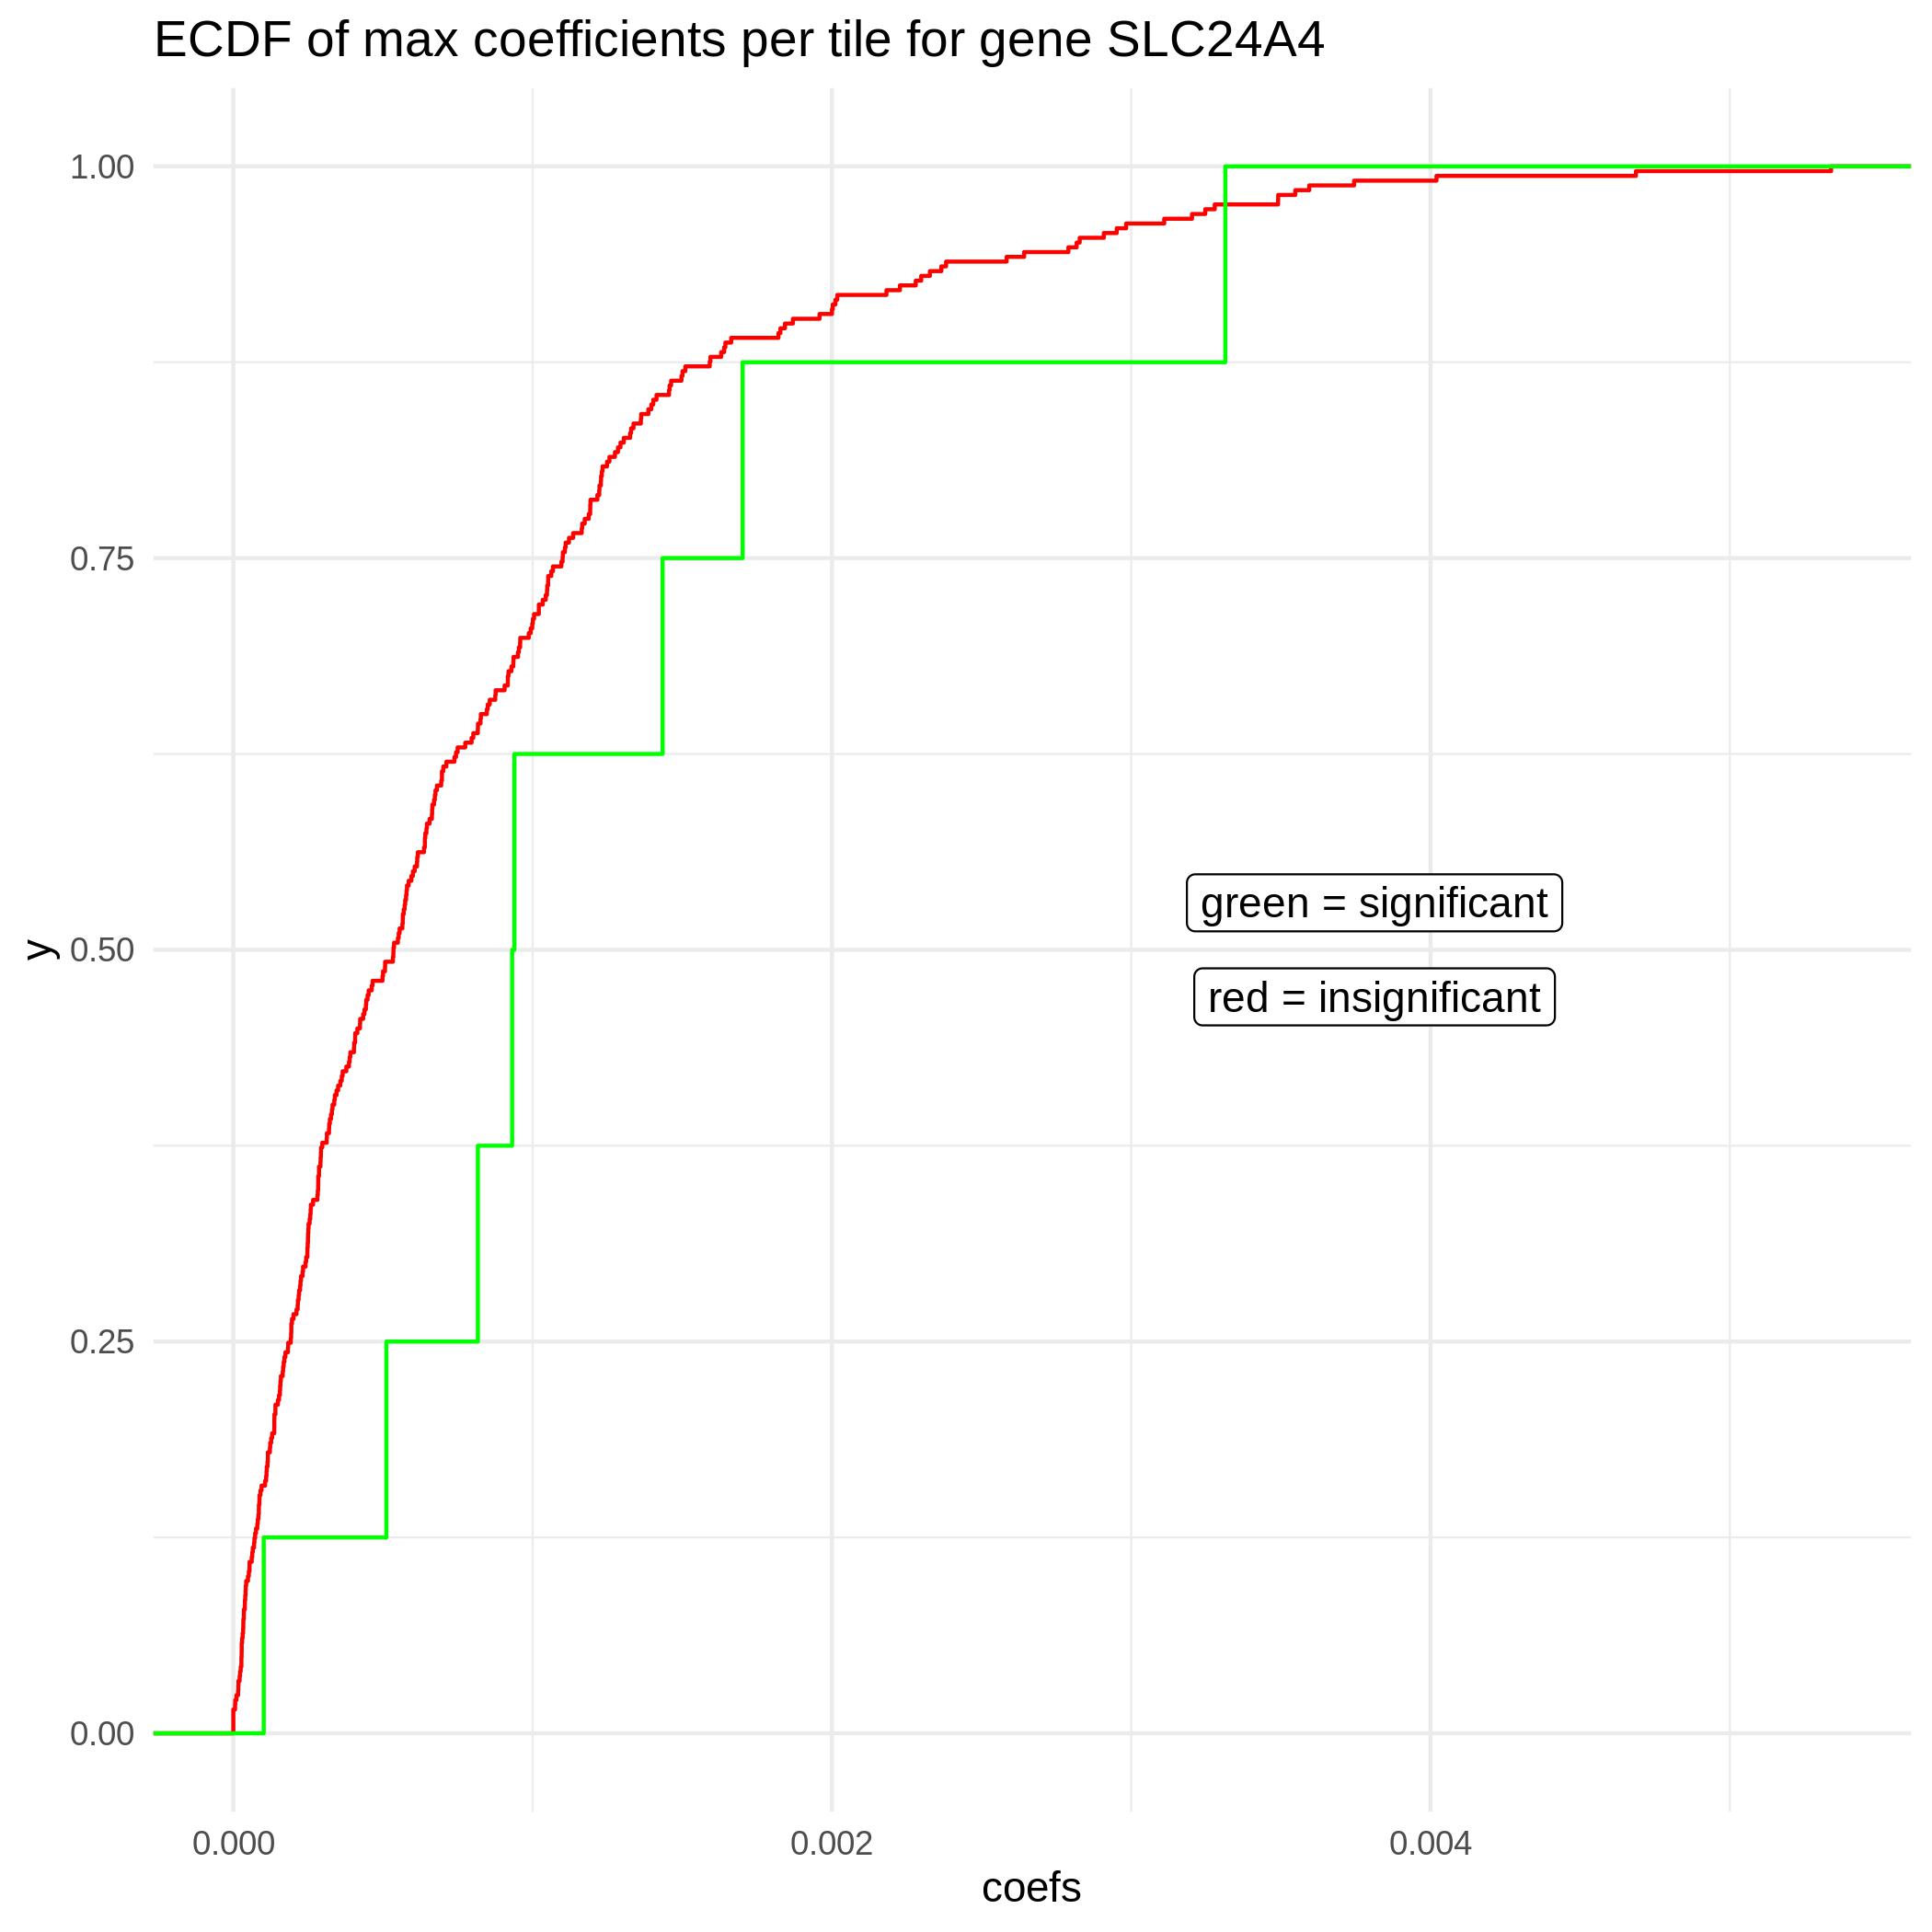 ECDF of max coefficients per tile for gene SLC24A4
1.00
0.75
0.50
0.25
0.00
y
green = significant
red = insignificant
0.000
0.002
0.004
coefs